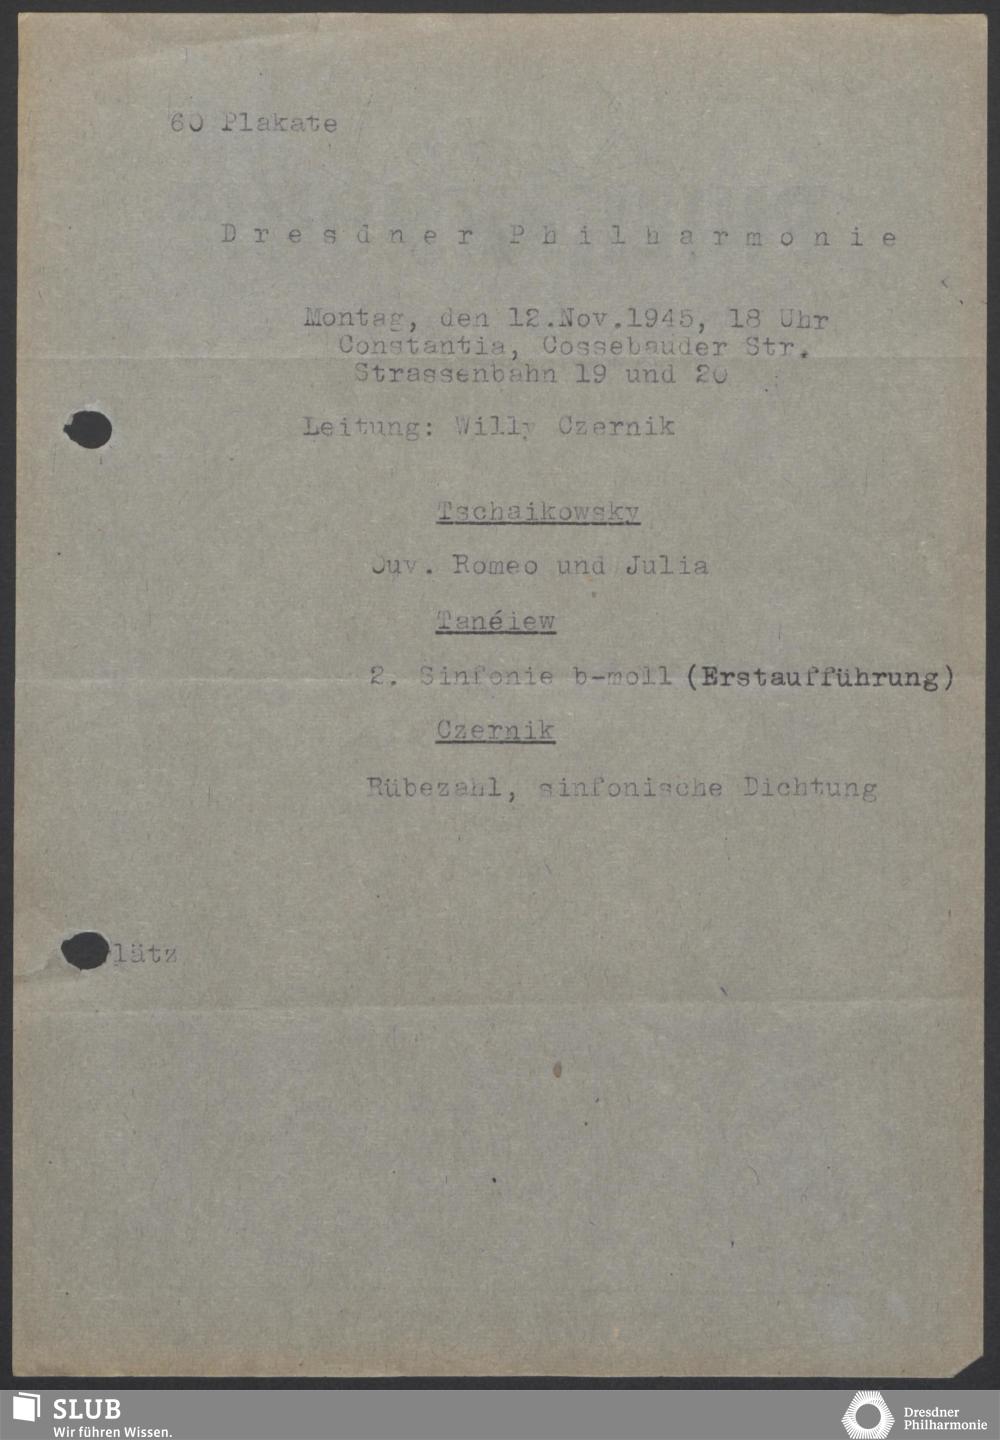 60 Plakate
Dresdner Philharmonie
Montag, den 12.Nov.1945, 18 Uhr
Constantia, Cossebauder Str.
Strassenbahn 19 und 20
Leitung: Willy Czernik
Tschaikowsky
Ouv. Romeo und Julia
Tanéiew
2. Sinfonie b-moll (Erstaufführung)
Czernik
Rübezahl, sinfonische Dichtung
lätz
SLUB
Wir führen Wissen.
Dresdner
Philharmonie